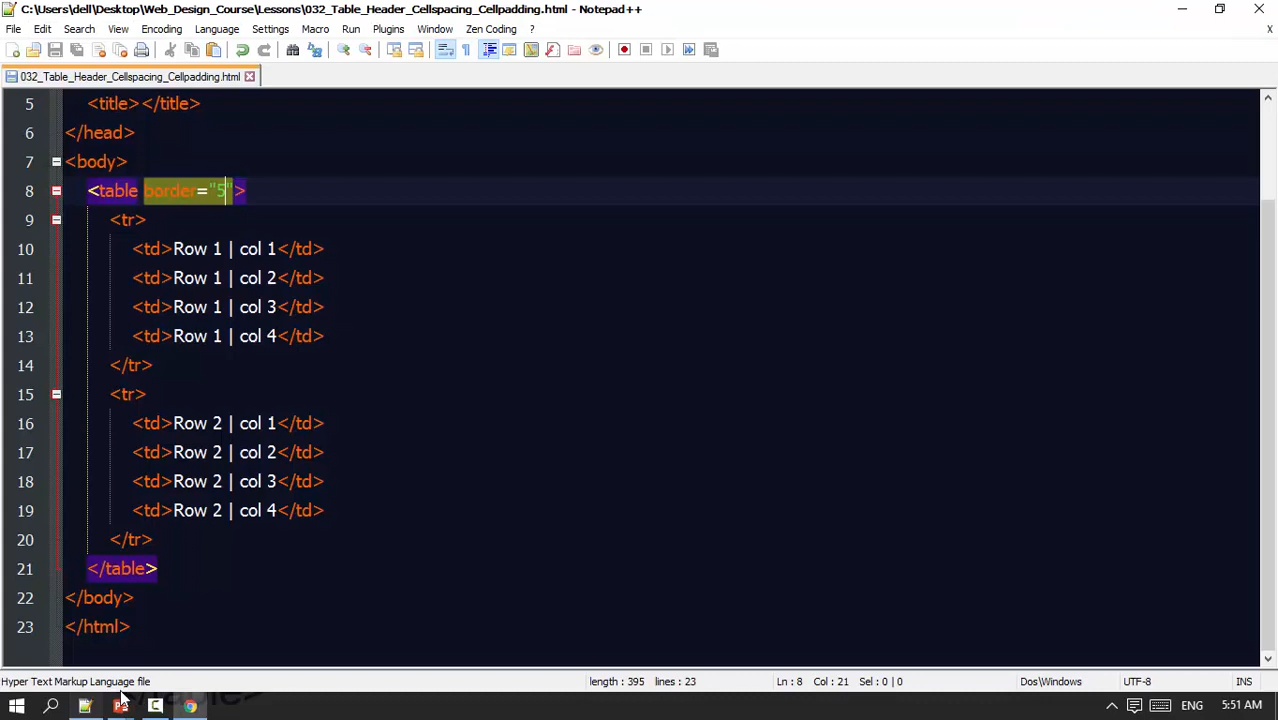 C:\Users\dell\Desktop\Web_Design_Course\Lessons\032_Table_Header_Cellspacing_Cellpadding.html - Notepad++
File Edit Search View Encoding Language Settings Macro Run Plugins Window Zen Coding ? X
032_Table_Header_Cellspacing_Cellpadding.html
5 <title></title>
6 </head>
7 <body>
8 <table border="5">
9 <tr>
10 <td>Row 1 | col 1</td>
11 <td>Row 1 | col 2</td>
12 <td>Row 1 | col 3</td>
13 <td>Row 1 | col 4</td>
14 </tr>
15 <tr>
16 <td>Row 2 | col 1</td>
17 <td>Row 2 | col 2</td>
18 <td>Row 2 | col 3</td>
19 <td>Row 2 | col 4</td>
20 </tr>
21 </table>
22 </body>
23 </html>
Hyper Text Markup Language file length : 395 lines : 23 Ln : 8 Col : 21 Sel : 0 | 0 Dos\Windows UTF-8 INS
</table>
ENG 5:51 AM